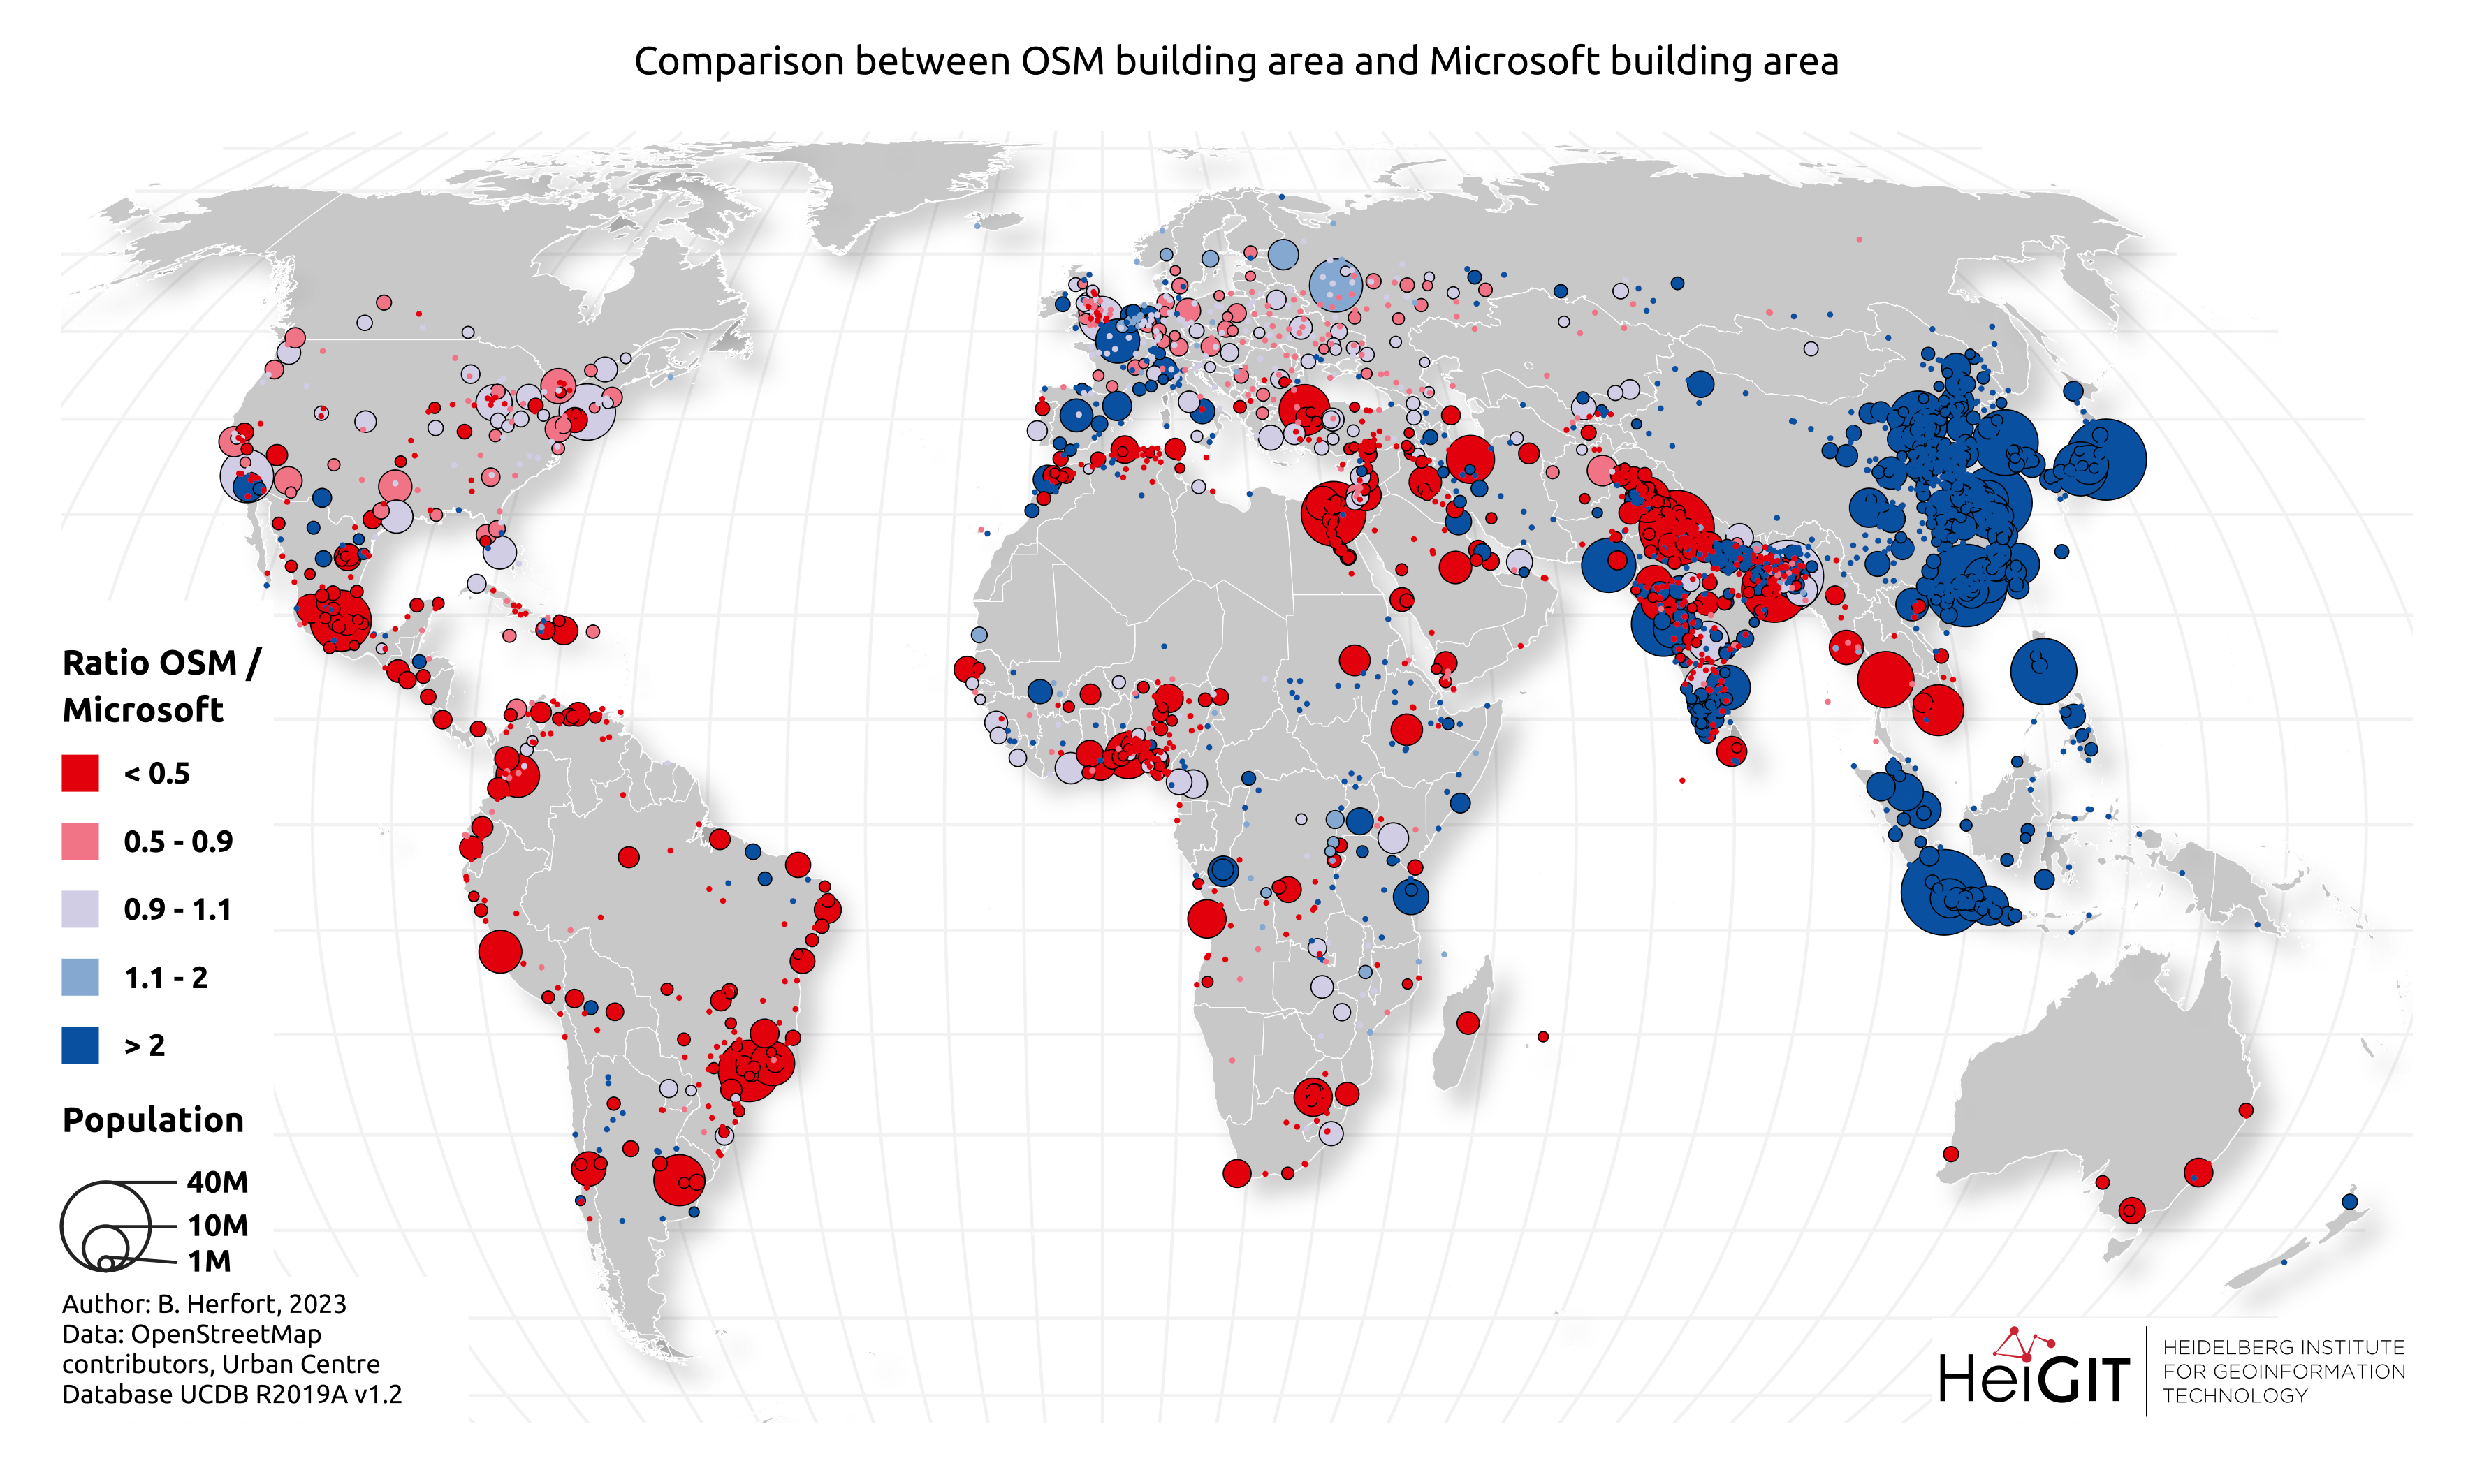 Comparison between OSM building area and Microsoft building area
Ratio OSM /
Microsoft
< 0.5
0.5 - 0.9
0.9 - 1.1
1.1 - 2
> 2
Population
40M
10M
1M
Author: B. Herfort, 2023
Data: OpenStreetMap
contributors, Urban Centre
Database UCDB R2019A v1.2
HeiGIT
HEIDELBERG INSTITUTE
FOR GEOINFORMATION
TECHNOLOGY